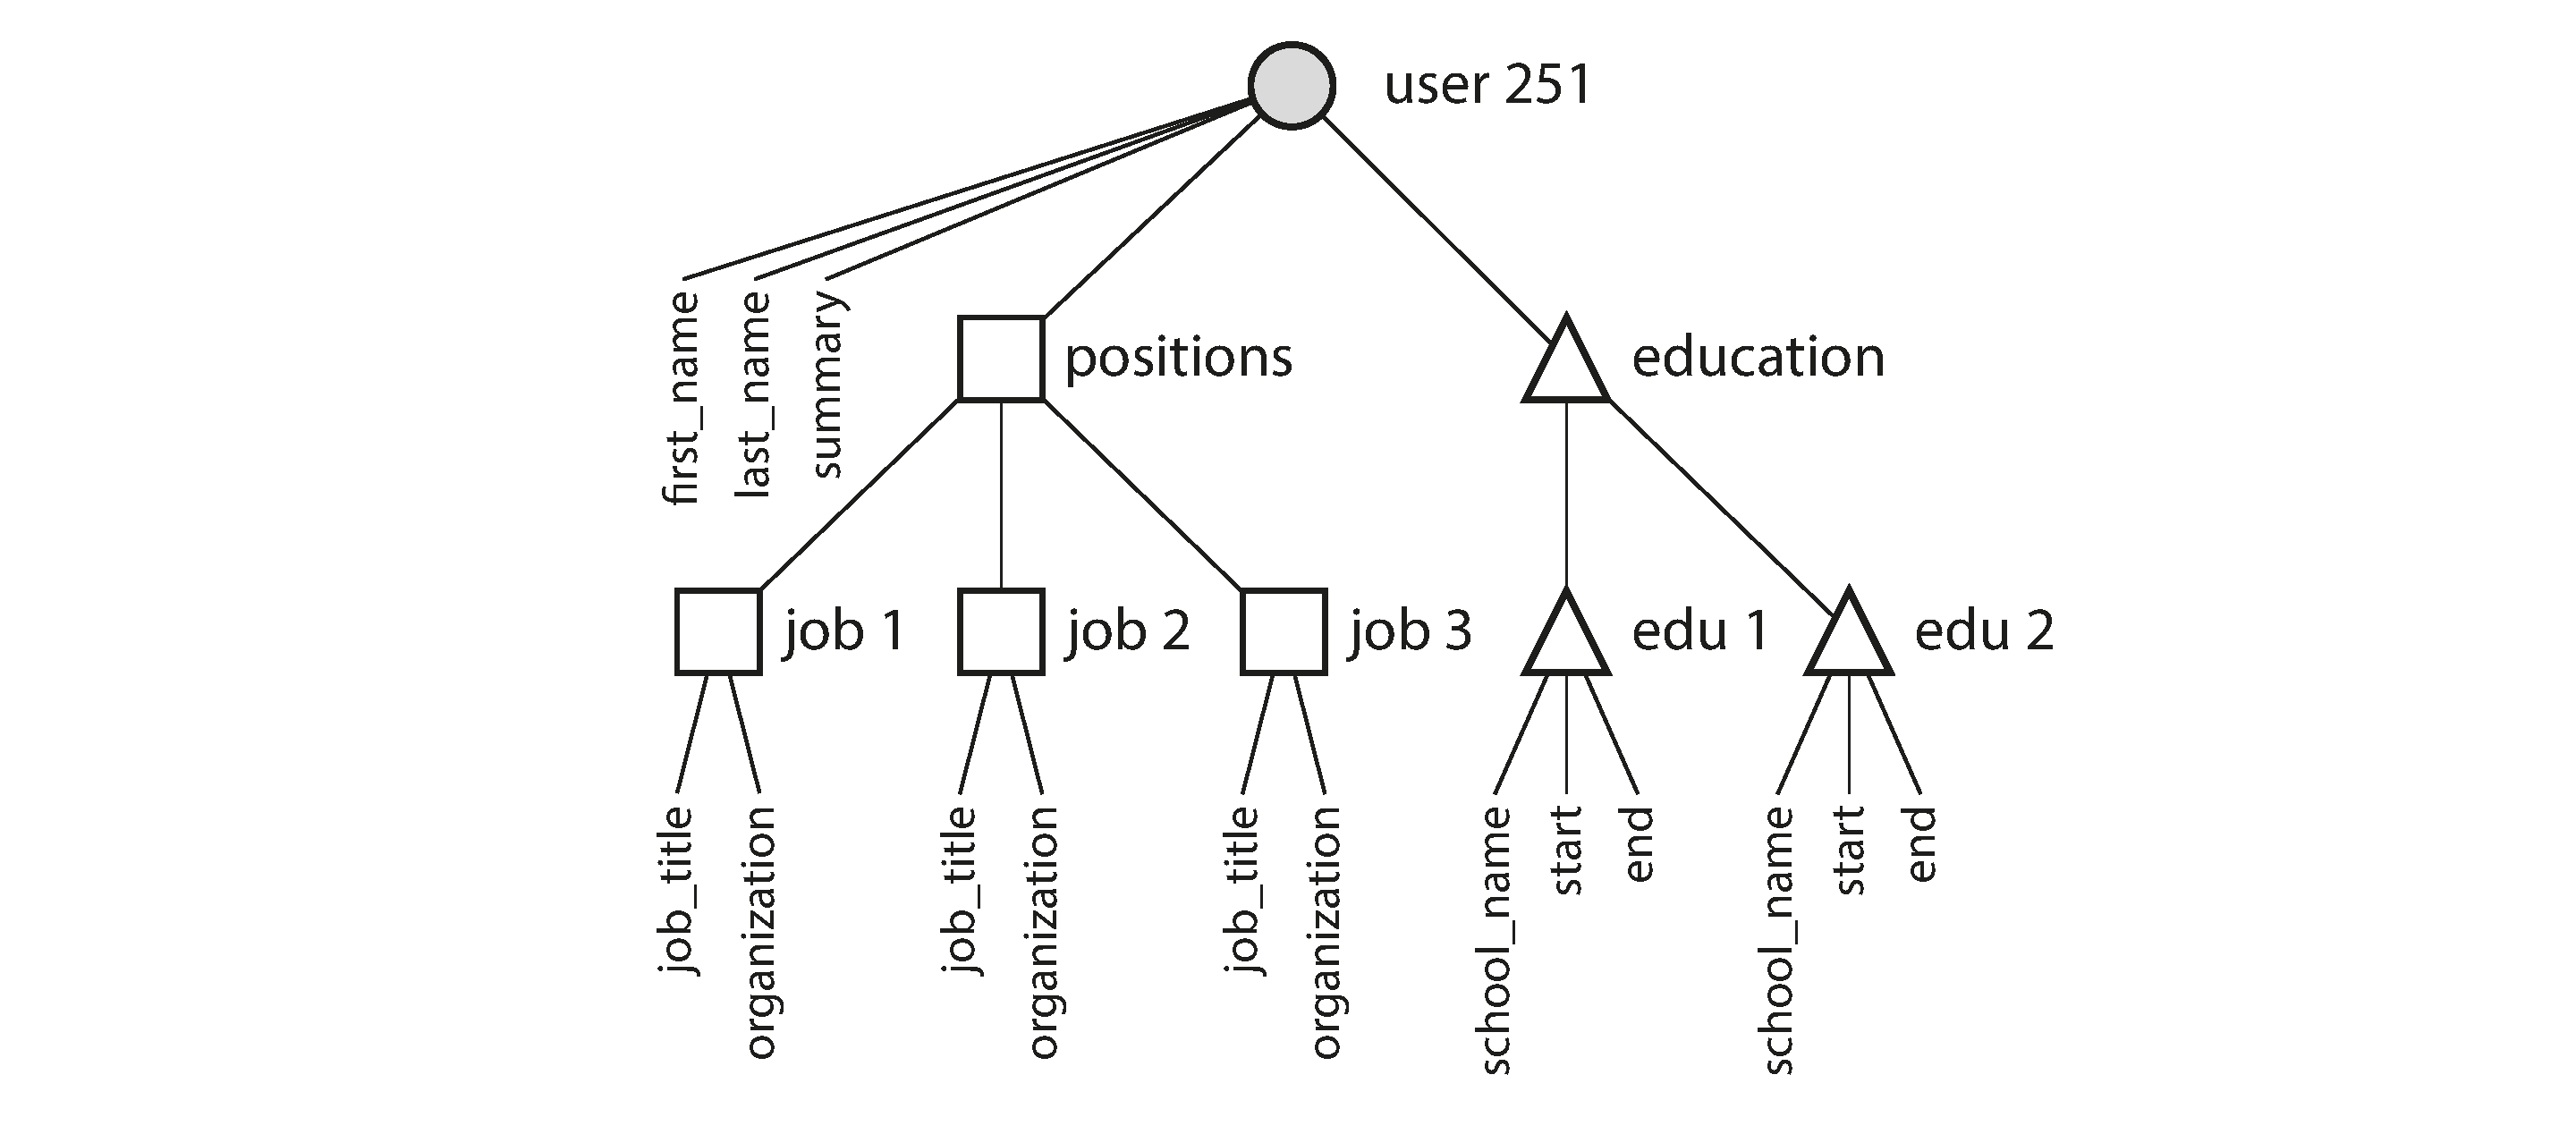 user 251
first_name
last_name
summary
positions
education
job 1
job 2
job 3
edu 1
edu 2
job_title
organization
job_title
organization
job_title
organization
school_name
start
end
school_name
start
end